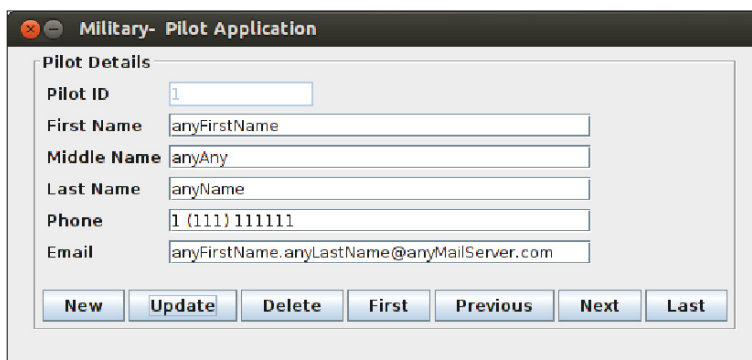 Military- Pilot Application
Pilot Details
Pilot ID 1
First Name anyFirstName
Middle Name anyAny
Last Name anyName
Phone 1 (111) 111111
Email anyFirstName.anyLastName@anyMailServer.com
New Update Delete First Previous Next Last